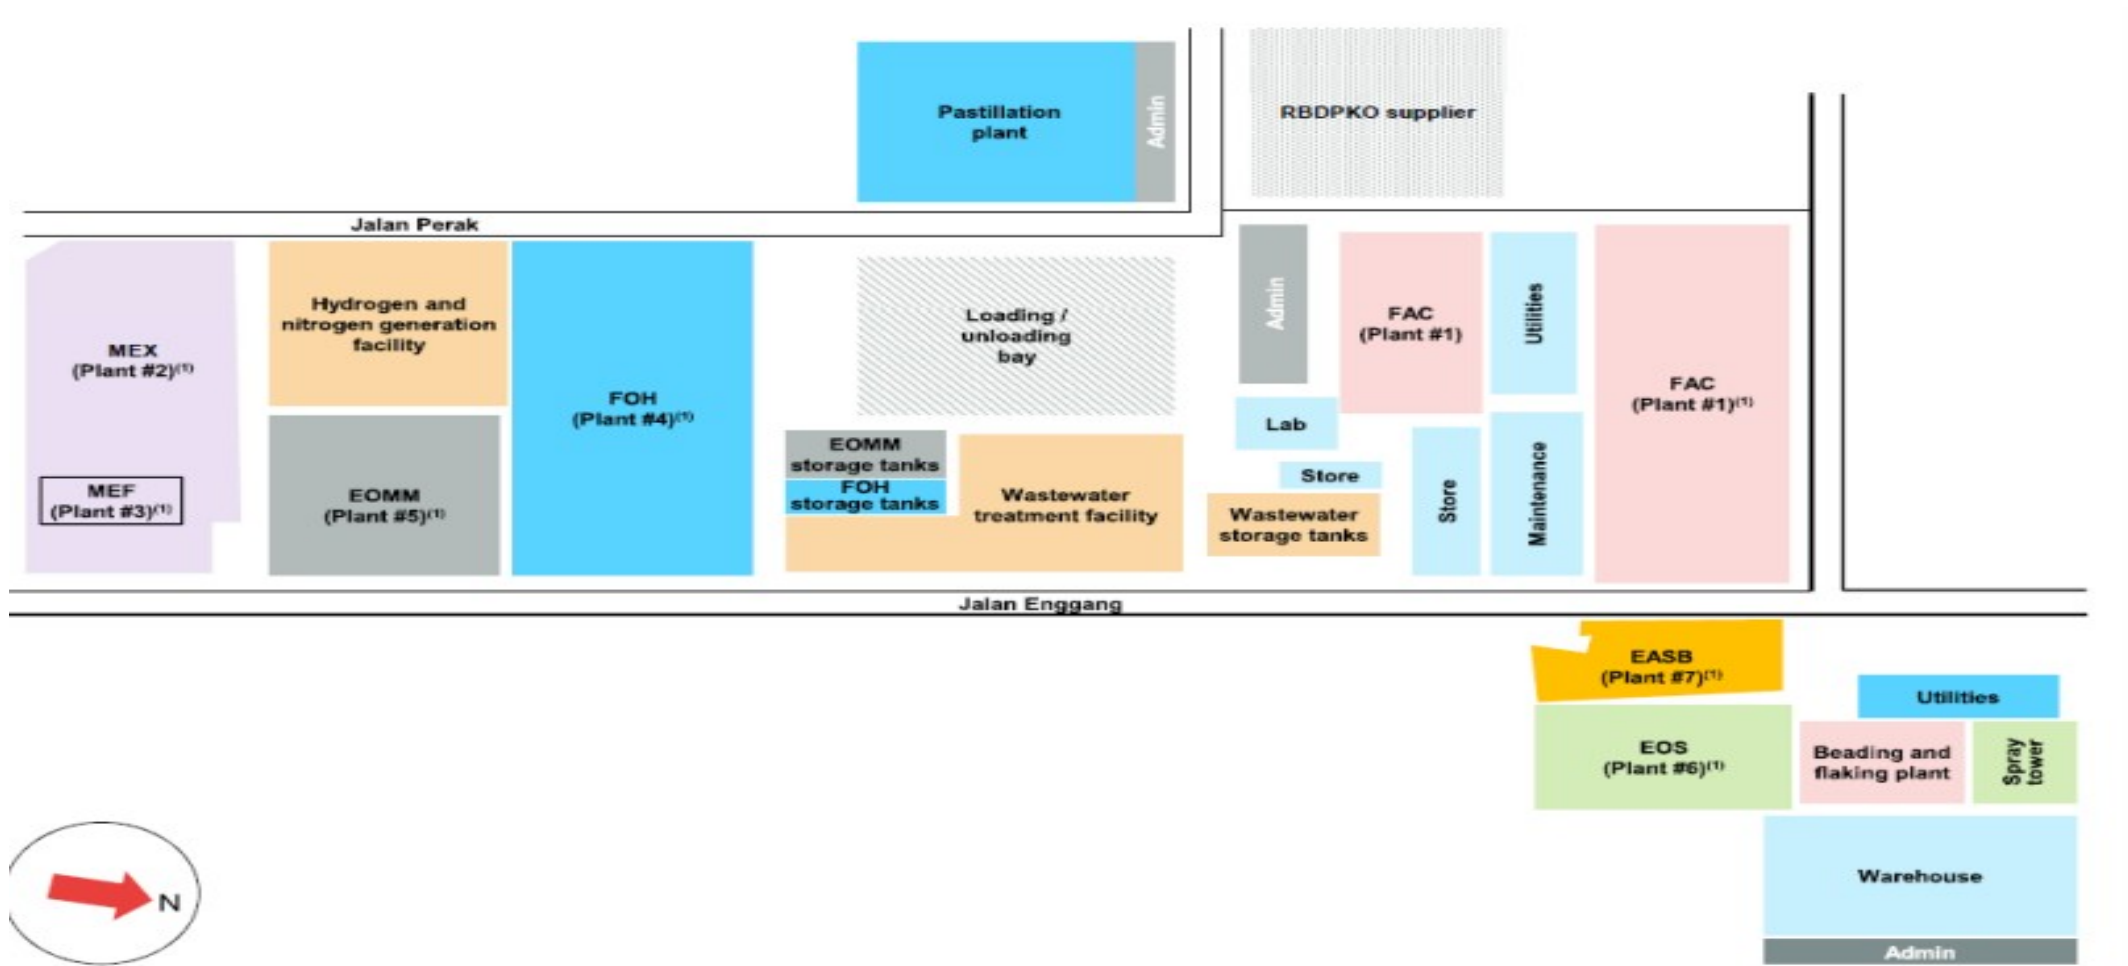 Pastillation
plant
Admin
RBDPKO supplier
Jalan Perak
MEX
(Plant #2)⁽¹⁾
MEF
(Plant #3)⁽¹⁾
Hydrogen and
nitrogen generation
facility
EOMM
(Plant #5)⁽¹⁾
FOH
(Plant #4)⁽¹⁾
Loading /
unloading
bay
EOMM
storage tanks
FOH
storage tanks
Wastewater
treatment facility
Admin
Lab
Store
Wastewater
storage tanks
FAC
(Plant #1)
Utilities
Store
Maintenance
FAC
(Plant #1)⁽¹⁾
Jalan Enggang
EASB
(Plant #7)⁽¹⁾
EOS
(Plant #6)⁽¹⁾
Utilities
Beading and
flaking plant
Spray
tower
Warehouse
Admin
N